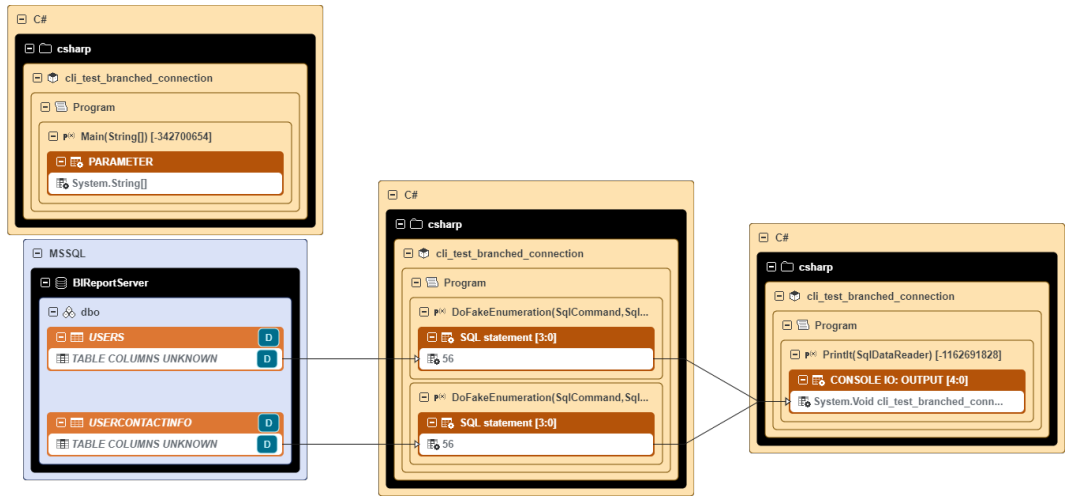 C#
csharp
cli_test_branched_connection
Program
P(x) Main(String[]) [-342700654]
PARAMETER
System.String[]
MSSQL
BIReportServer
dbo
USERS D
TABLE COLUMNS UNKNOWN D
USERCONTACTINFO D
TABLE COLUMNS UNKNOWN D
C#
csharp
cli_test_branched_connection
Program
P(x) DoFakeEnumeration(SqlCommand,Sql...
SQL statement [3:0]
56
P(x) DoFakeEnumeration(SqlCommand,Sql...
SQL statement [3:0]
56
C#
csharp
cli_test_branched_connection
Program
P(x) PrintIt(SqlDataReader) [-1162691828]
CONSOLE IO: OUTPUT [4:0]
System.Void cli_test_branched_conn...